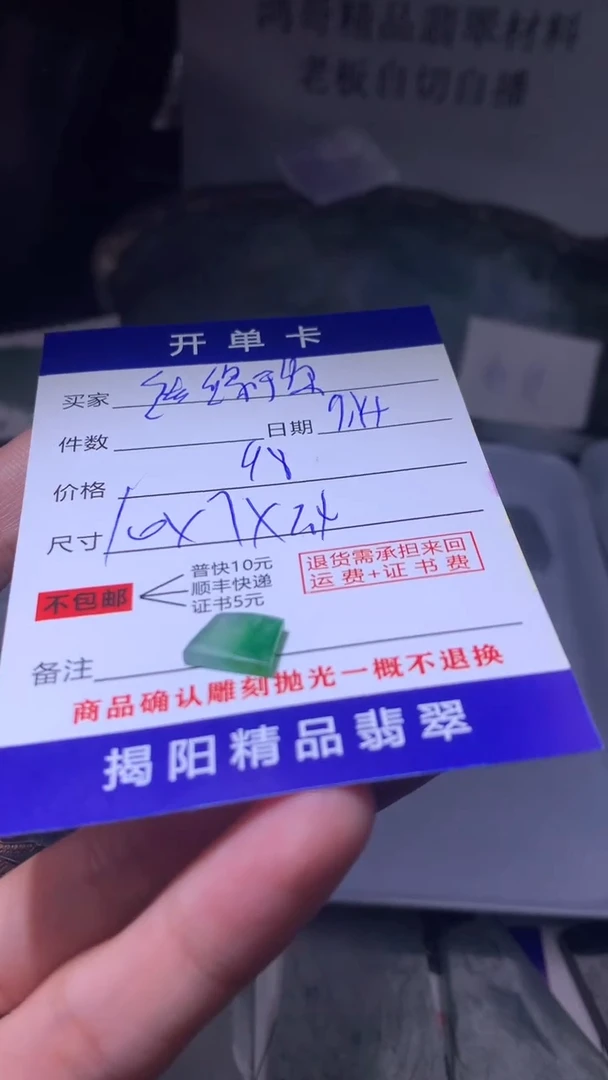 鸿哥精品翡翠材料
老板自切自播
开单卡
买家
件数 日期
价格 98
尺寸
不包邮
普快10元
顺丰快递
证书5元
退货需承担来回
运费+证书费
备注
商品确认雕刻抛光一概不退换
揭阳精品翡翠